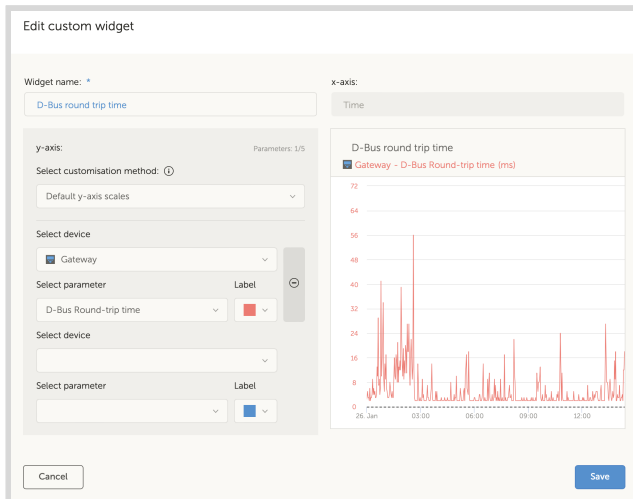 Edit custom widget
Widget name: *
D-Bus round trip time
x-axis:
Time
y-axis:
Parameters: 1/5
Select customisation method:
Default y-axis scales
Select device
Gateway
Select parameter
Label
D-Bus Round-trip time
Select device
Select parameter
Label
D-Bus round trip time
Gateway - D-Bus Round-trip time (ms)
72
64
56
48
40
32
24
16
8
0
26. Jan
03:00
06:00
09:00
12:00
Cancel
Save